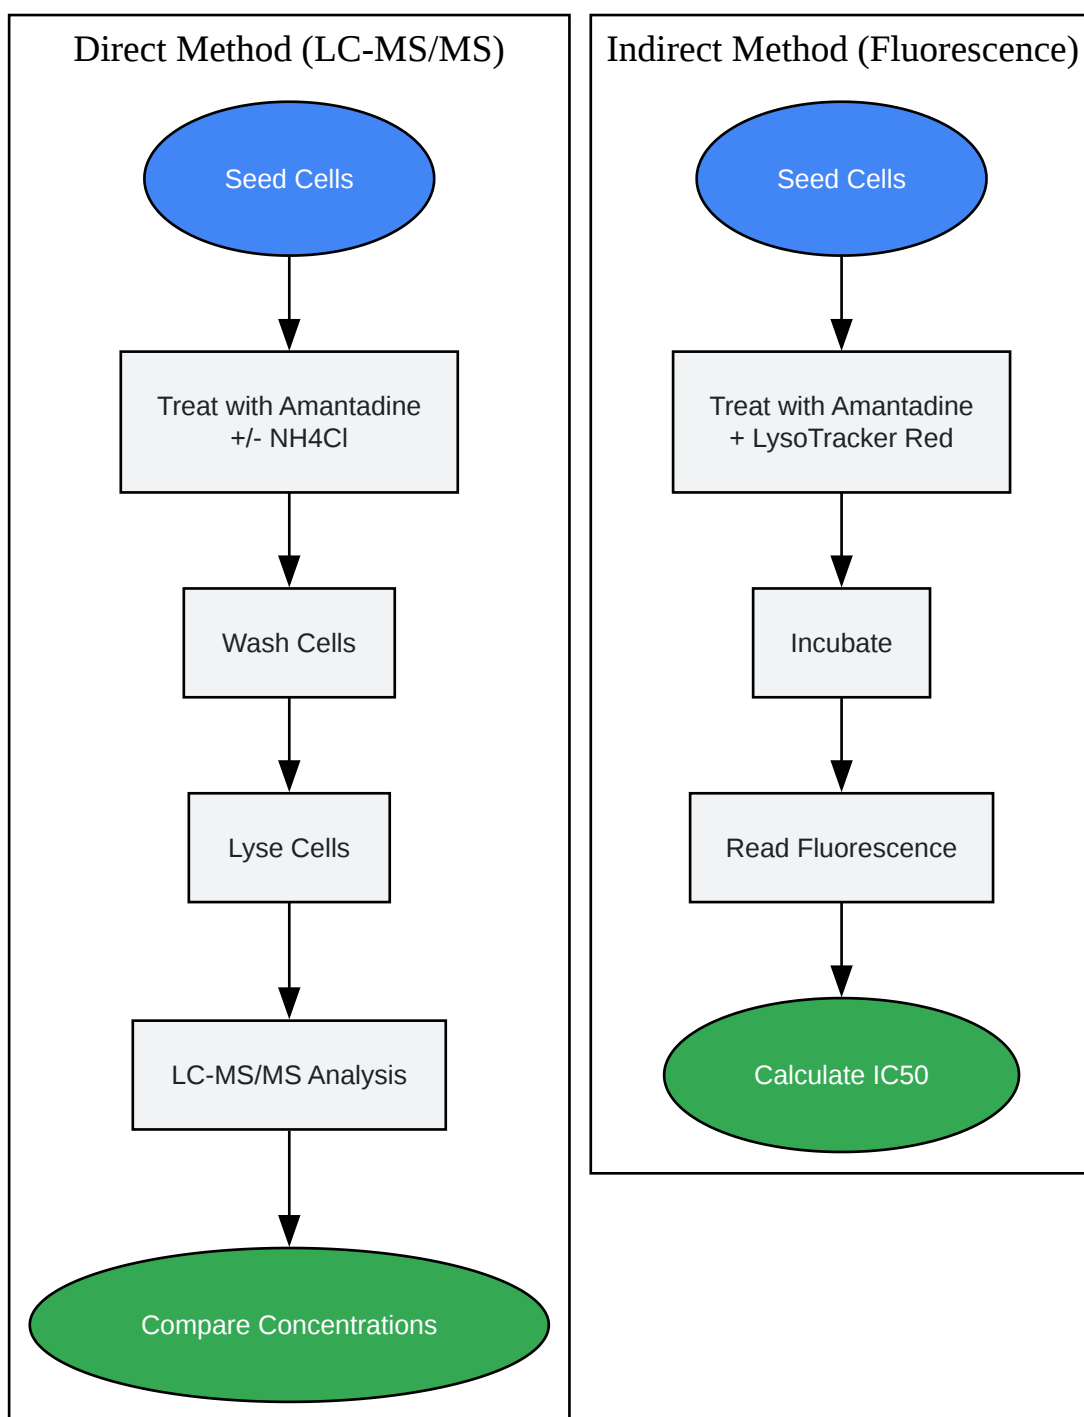 Direct Method (LC-MS/MS)
Seed Cells
Treat with Amantadine
+/- NH4Cl
Wash Cells
Lyse Cells
LC-MS/MS Analysis
Compare Concentrations
Indirect Method (Fluorescence)
Seed Cells
Treat with Amantadine
+ LysoTracker Red
Incubate
Read Fluorescence
Calculate IC50